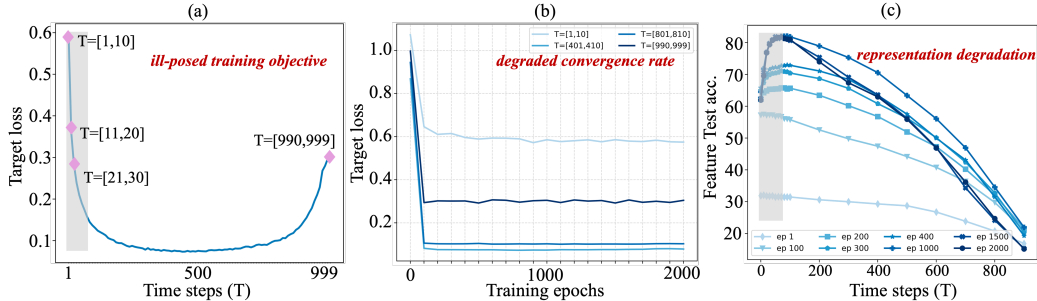 (a)
Target loss
0.6
0.5
0.4
0.3
0.2
0.1
T=[1,10]
ill-posed training objective
T=[11,20]
T=[21,30]
T=[990,999]
1
500
999
Time steps (T)
(b)
Target loss
1.0
0.8
0.6
0.4
0.2
T=[1,10]
T=[401,410]
T=[801,810]
T=[990,999]
degraded convergence rate
0
1000
2000
Training epochs
(c)
Feature Test acc.
80
70
60
50
40
30
20
representation degradation
ep 1
ep 100
ep 200
ep 300
ep 400
ep 1000
ep 1500
ep 2000
0
200
400
600
800
Time steps (T)